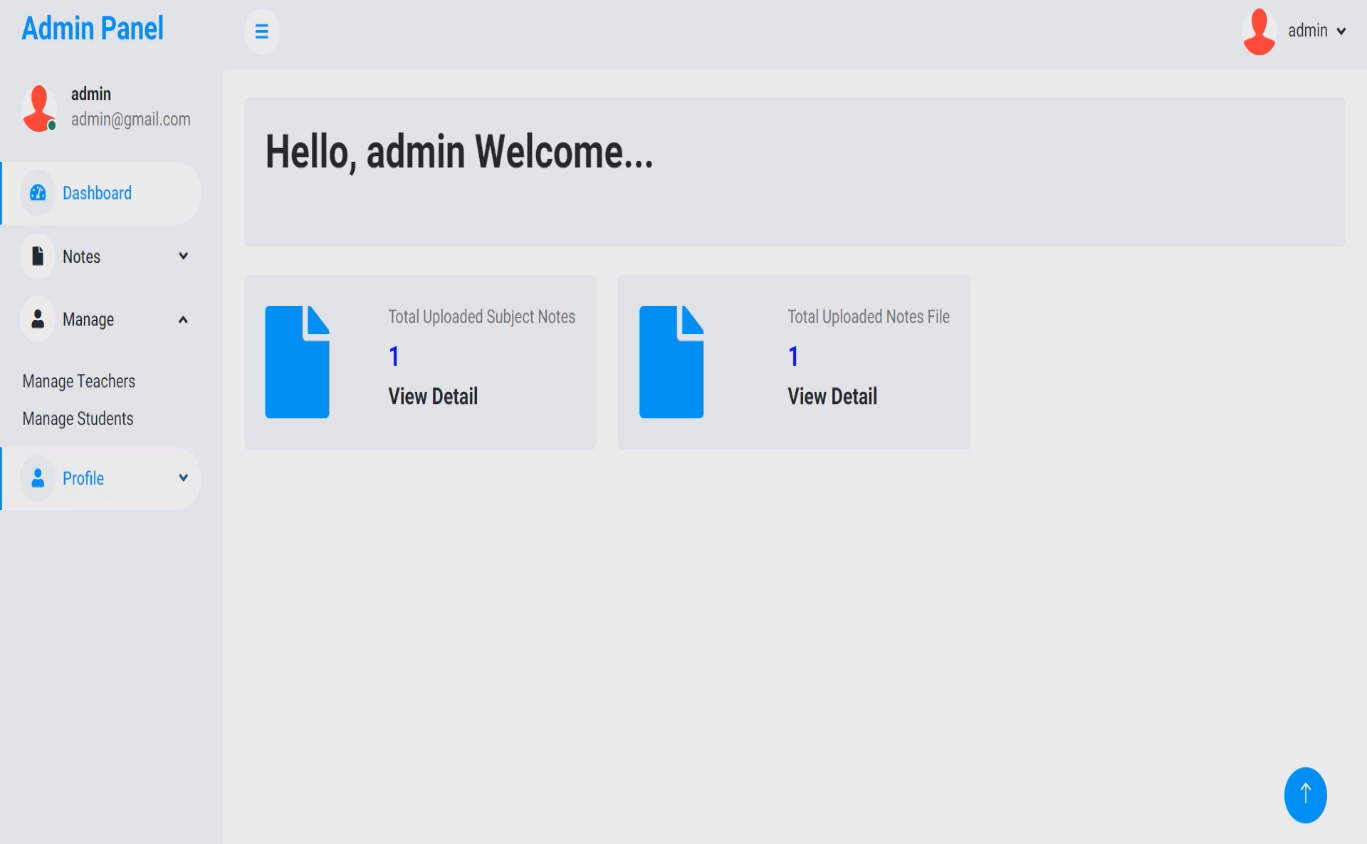 Admin Panel
admin
admin
admin@gmail.com
Dashboard
Notes
Manage
Manage Teachers
Manage Students
Profile
Hello, admin Welcome...
Total Uploaded Subject Notes
1
View Detail
Total Uploaded Notes File
1
View Detail